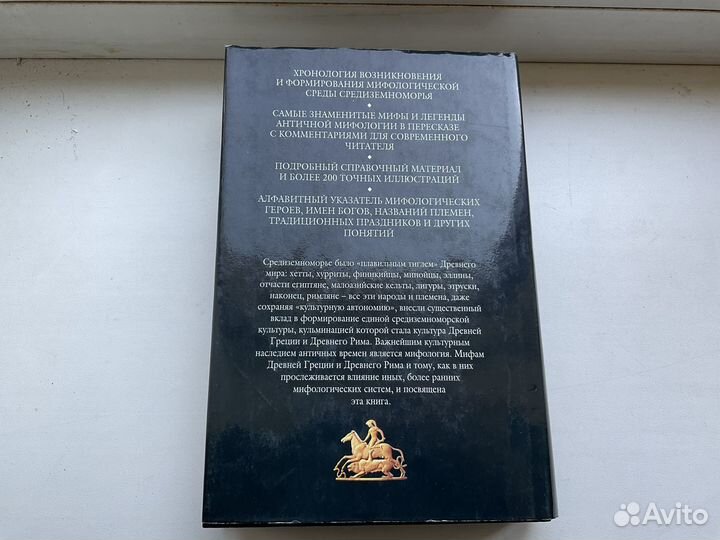 ХРОНОЛОГИЯ ВОЗНИКНОВЕНИЯ
И ФОРМИРОВАНИЯ МИФОЛОГИЧЕСКОЙ
СРЕДЫ СРЕДИЗЕМНОМОРЬЯ
САМЫЕ ЗНАМЕНИТЫЕ МИФЫ И ЛЕГЕНДЫ
АНТИЧНОЙ МИФОЛОГИИ В ПЕРЕСКАЗЕ
С КОММЕНТАРИЯМИ ДЛЯ СОВРЕМЕННОГО
ЧИТАТЕЛЯ
ПОДРОБНЫЙ СПРАВОЧНЫЙ МАТЕРИАЛ
И БОЛЕЕ 200 ТОЧНЫХ ИЛЛЮСТРАЦИЙ
АЛФАВИТНЫЙ УКАЗАТЕЛЬ МИФОЛОГИЧЕСКИХ
ГЕРОЕВ, ИМЕН БОГОВ, НАЗВАНИЙ ПЛЕМЕН,
ТРАДИЦИОННЫХ ПРАЗДНИКОВ И ДРУГИХ
ПОНЯТИЙ
Средиземноморье было «плавильным тиглем» Древнего
мира: хетты, хурриты, финикийцы, минойцы, эллины,
отчасти египтяне, малоазийские кельты, лигуры, этруски,
наконец, римляне – все эти народы и племена, даже
сохраняя «культурную автономию», внесли существенный
вклад в формирование единой средиземноморской
культуры, кульминацией которой стала культура Древней
Греции и Древнего Рима. Важнейшим культурным
наследием античных времен является мифология. Мифам
Древней Греции и Древнего Рима и тому, как в них
прослеживается влияние иных, более ранних
мифологических систем, и посвящена
эта книга.
Avito